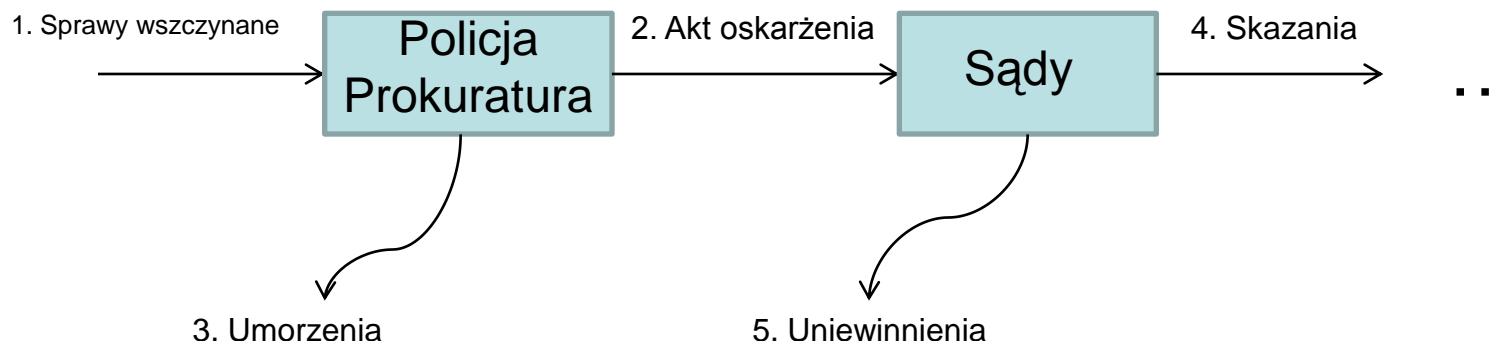 1. Sprawy wszczynane
Policja
Prokuratura
2. Akt oskarżenia
Sądy
4. Skazania
..
3. Umorzenia
5. Uniewinnienia